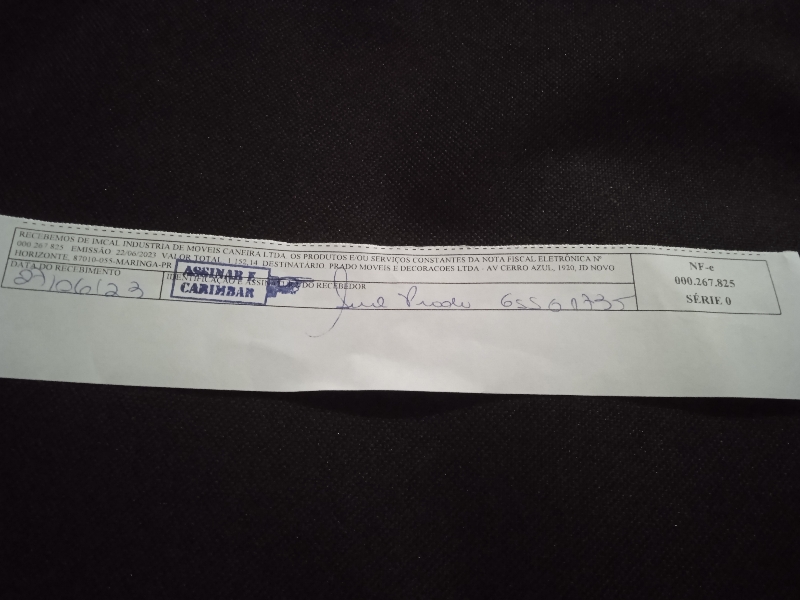 RECEBEMOS DE IMCAL INDUSTRIA DE MOVEIS CANEIRA LTDA OS PRODUTOS E/OU SERVIÇOS CONSTANTES DA NOTA FISCAL ELETRÔNICA Nº
000.267.825 EMISSÃO 22/06/2023 VALOR TOTAL 1.152,14 DESTINATARIO PRADO MOVEIS E DECORACOES LTDA - AV CERRO AZUL, 1920, JD NOVO
HORIZONTE, 87010-055-MARINGA-PR
DATA DO RECEBIMENTO
/06/23
IDENTIFICAÇÃO E ASSINATURA DO RECEBEDOR
ASSINAR E
CARIMBAR
Prado
NF-e
000.267.825
SÉRIE 0